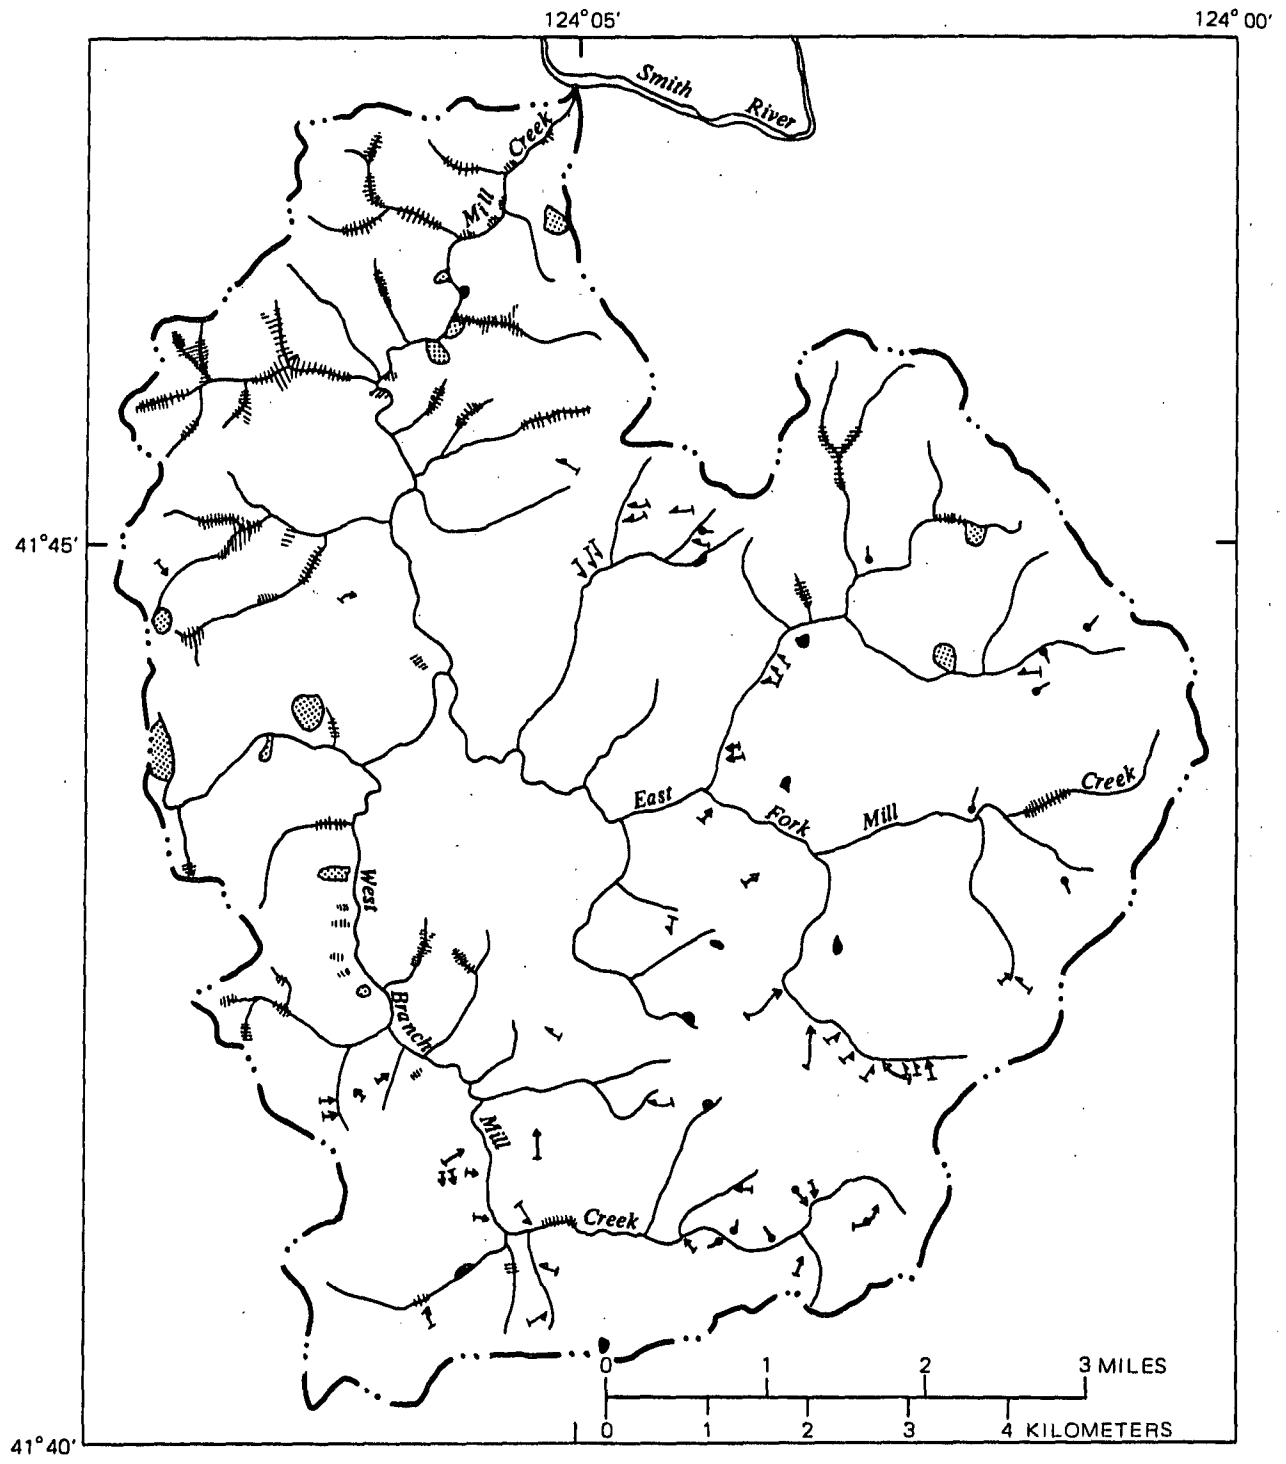 124°05'
124°00'
Smith River
Mill Creek
41°45'
East Fork Mill Creek
West Branch Mill Creek
0 1 2 3 MILES
0 1 2 3 4 KILOMETERS
41°40'